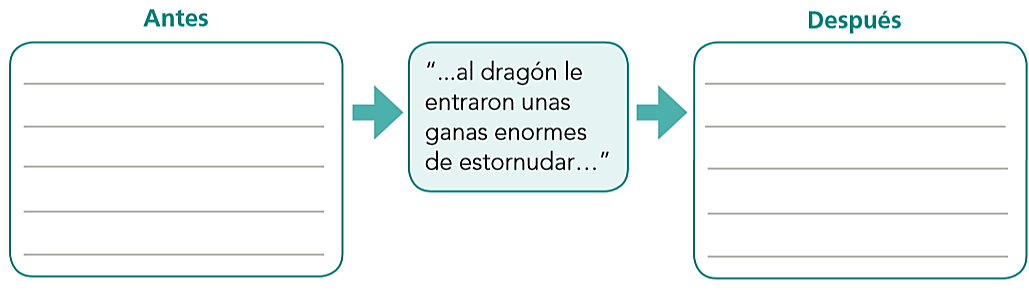 Antes
Después
“...al dragón le
entraron unas
ganas enormes
de estornudar...”